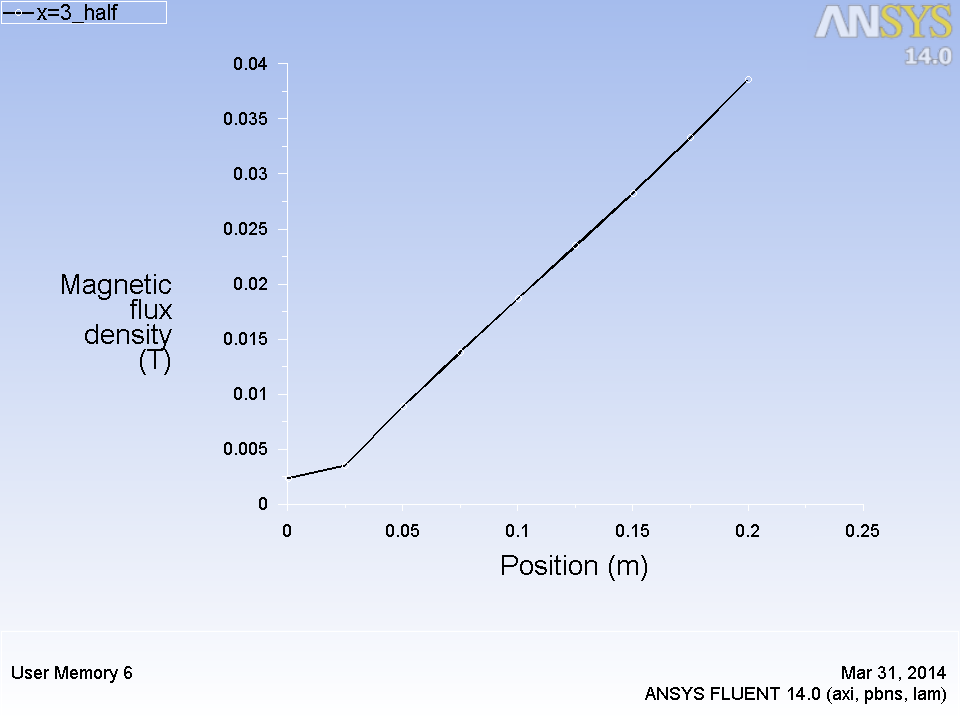 x=3_half
ANSYS
14.0
0.04
0.035
0.03
0.025
0.02
0.015
0.01
0.005
0
Magnetic
flux
density
(T)
0 0.05 0.1 0.15 0.2 0.25
Position (m)
User Memory 6
Mar 31, 2014
ANSYS FLUENT 14.0 (axi, pbns, lam)